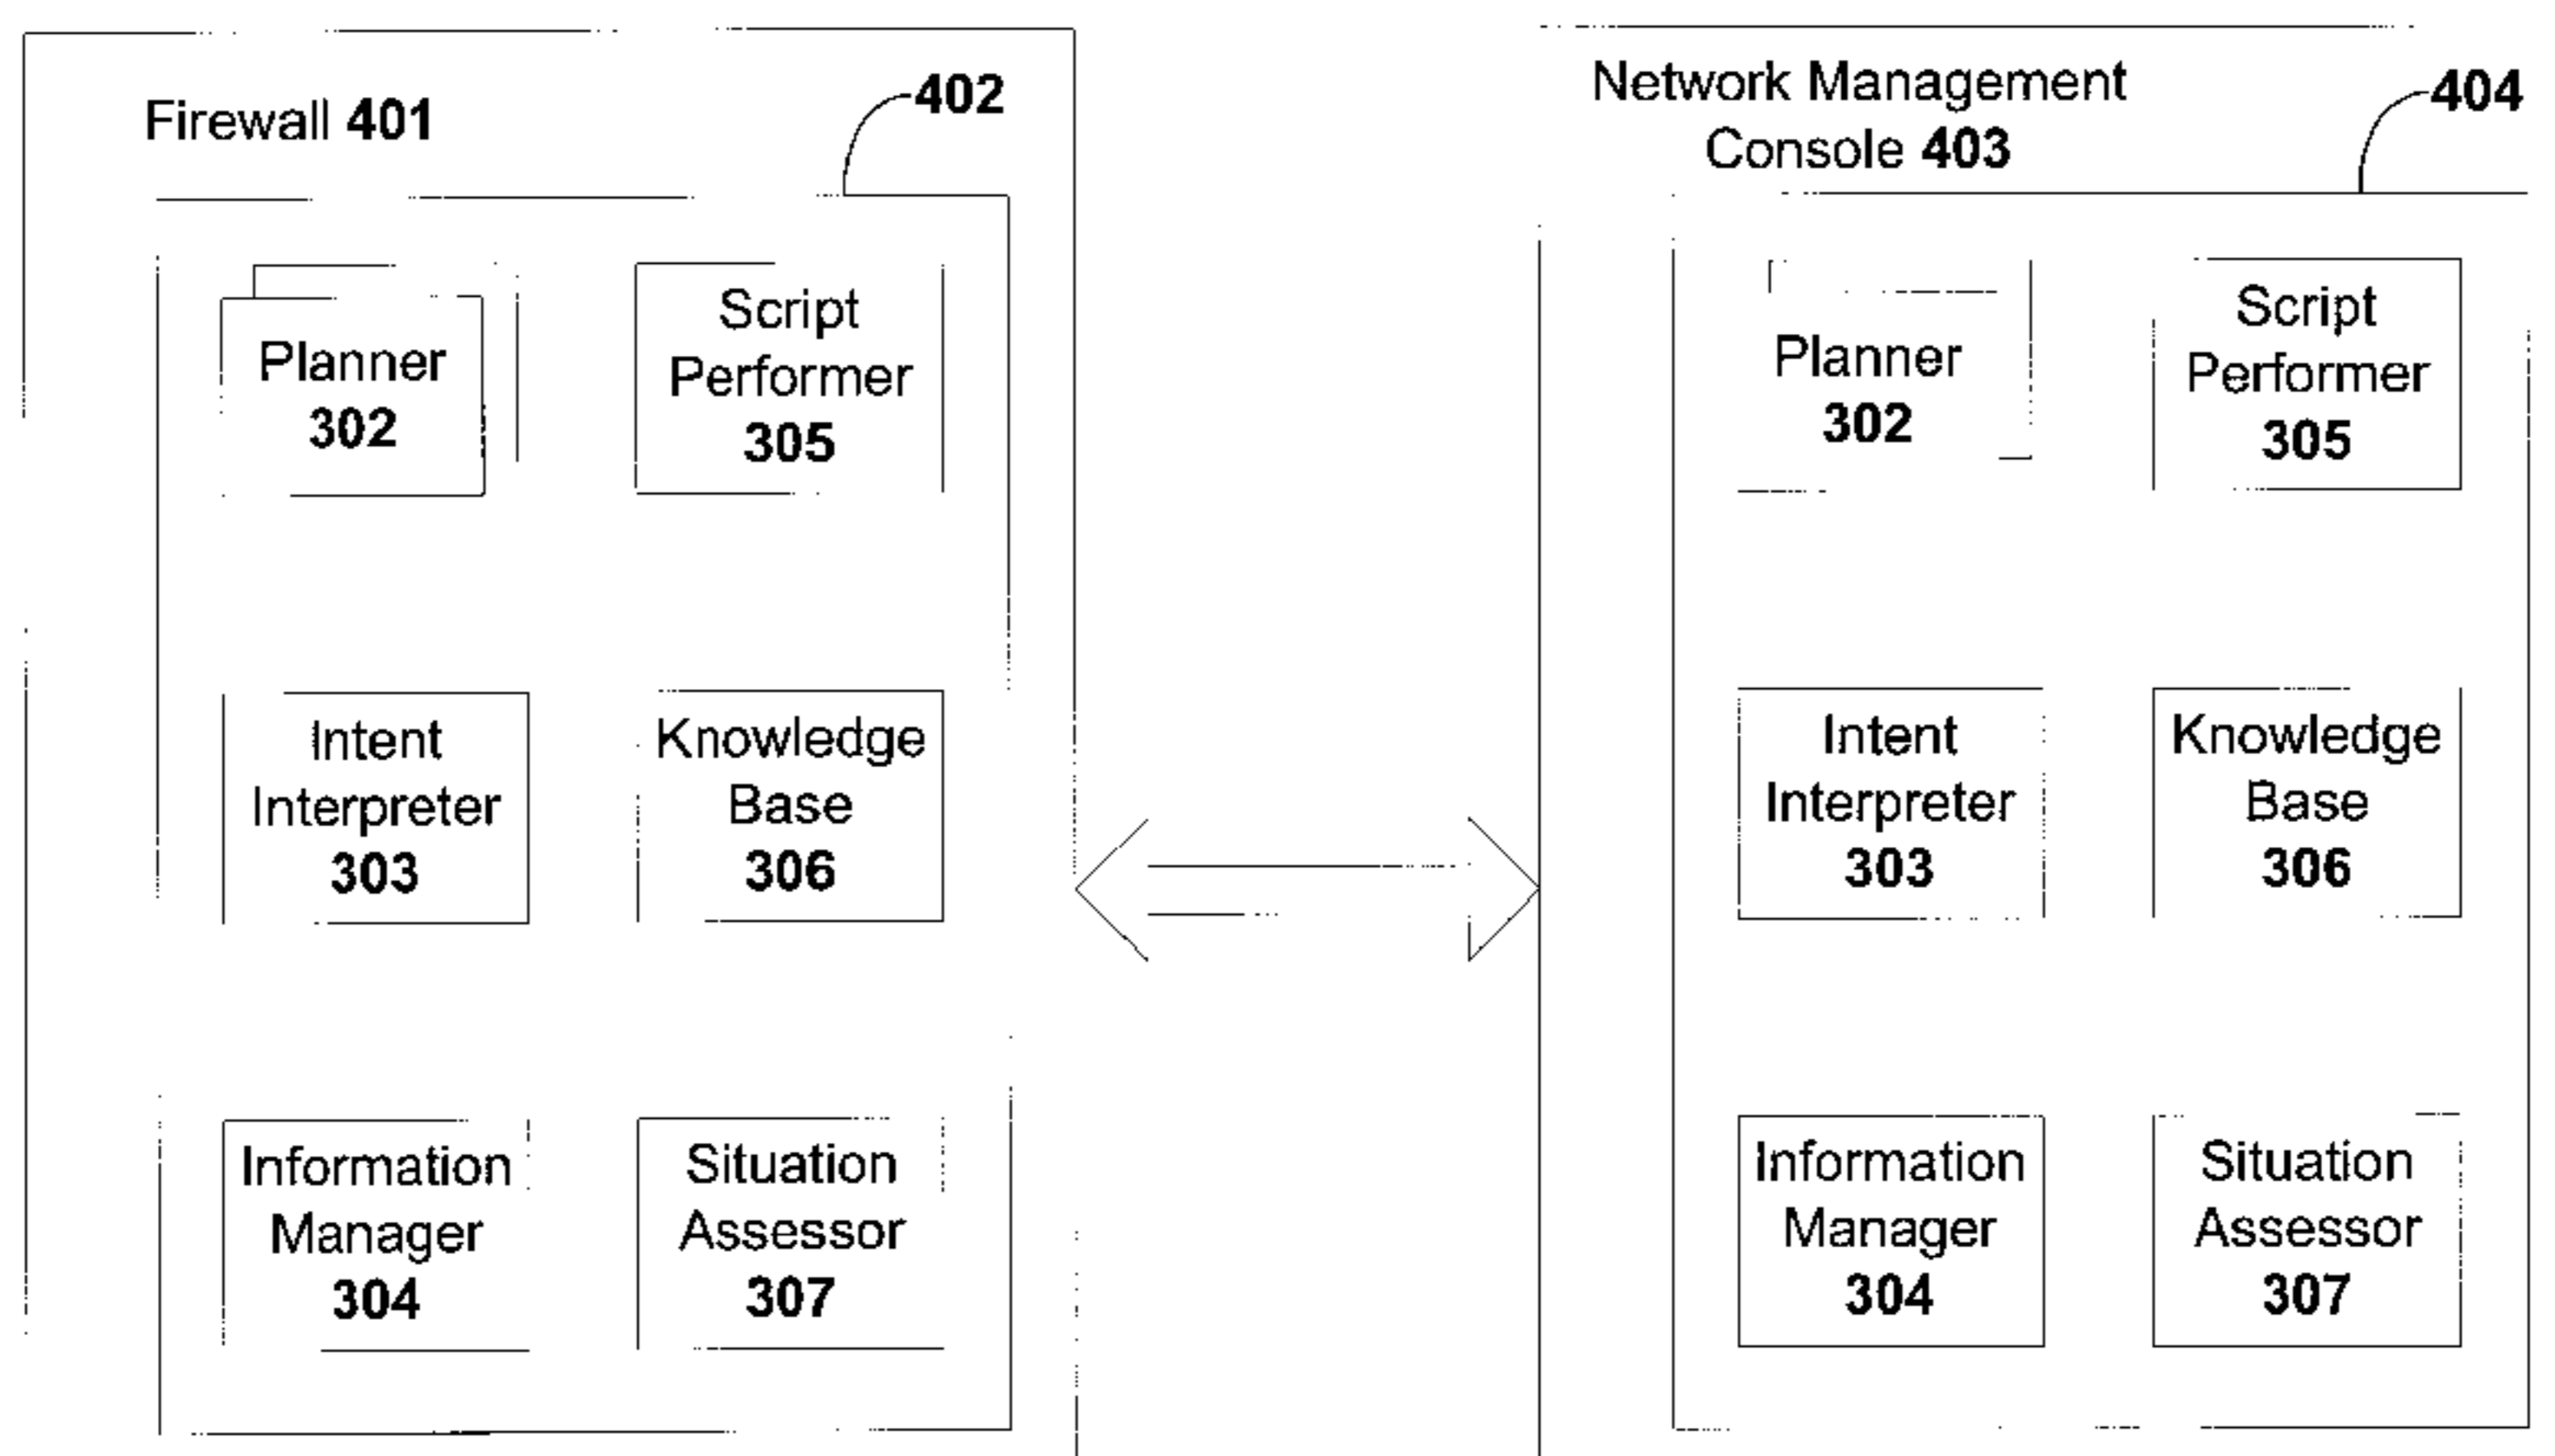 Firewall 401
402
Planner
302
Script
Performer
305
Intent
Interpreter
303
Knowledge
Base
306
Information
Manager
304
Situation
Assessor
307
Network Management
Console 403
404
Planner
302
Script
Performer
305
Intent
Interpreter
303
Knowledge
Base
306
Information
Manager
304
Situation
Assessor
307